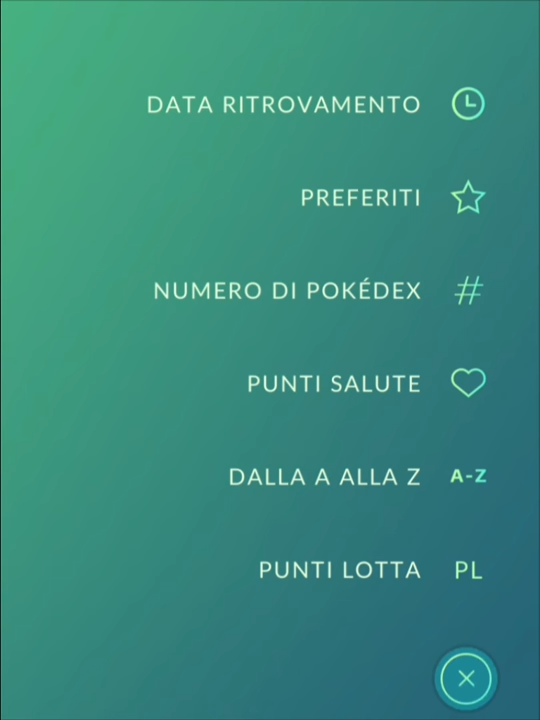 DATA RITROVAMENTO
PREFERITI
NUMERO DI POKÉDEX #
PUNTI SALUTE
DALLA A ALLA Z A-Z
PUNTI LOTTA PL